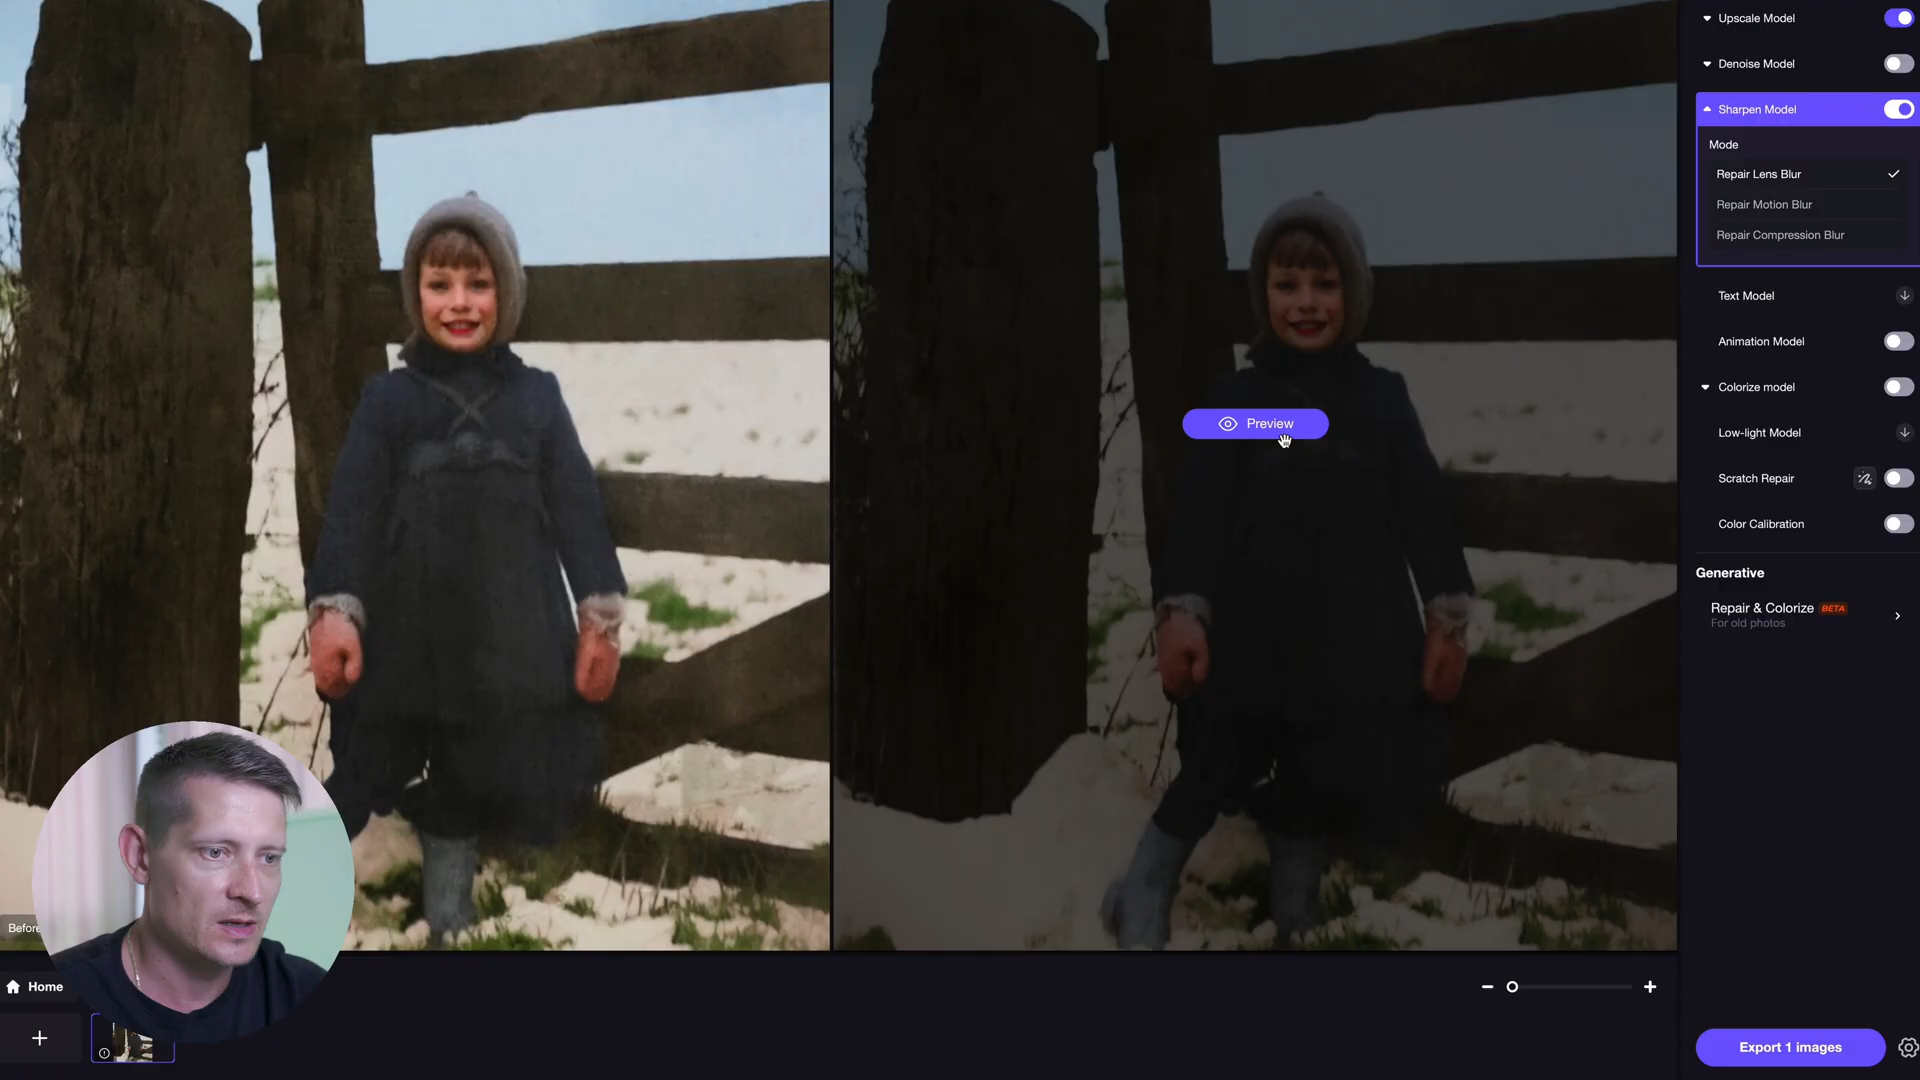 Upscale Model
Denoise Model
Sharpen Model
Mode
Repair Lens Blur
Repair Motion Blur
Repair Compression Blur
Text Model
Animation Model
Colorize model
Low-light Model
Scratch Repair
Color Calibration
Generative
Repair & Colorize BETA
For old photos
Preview
Before
Home
Export 1 images